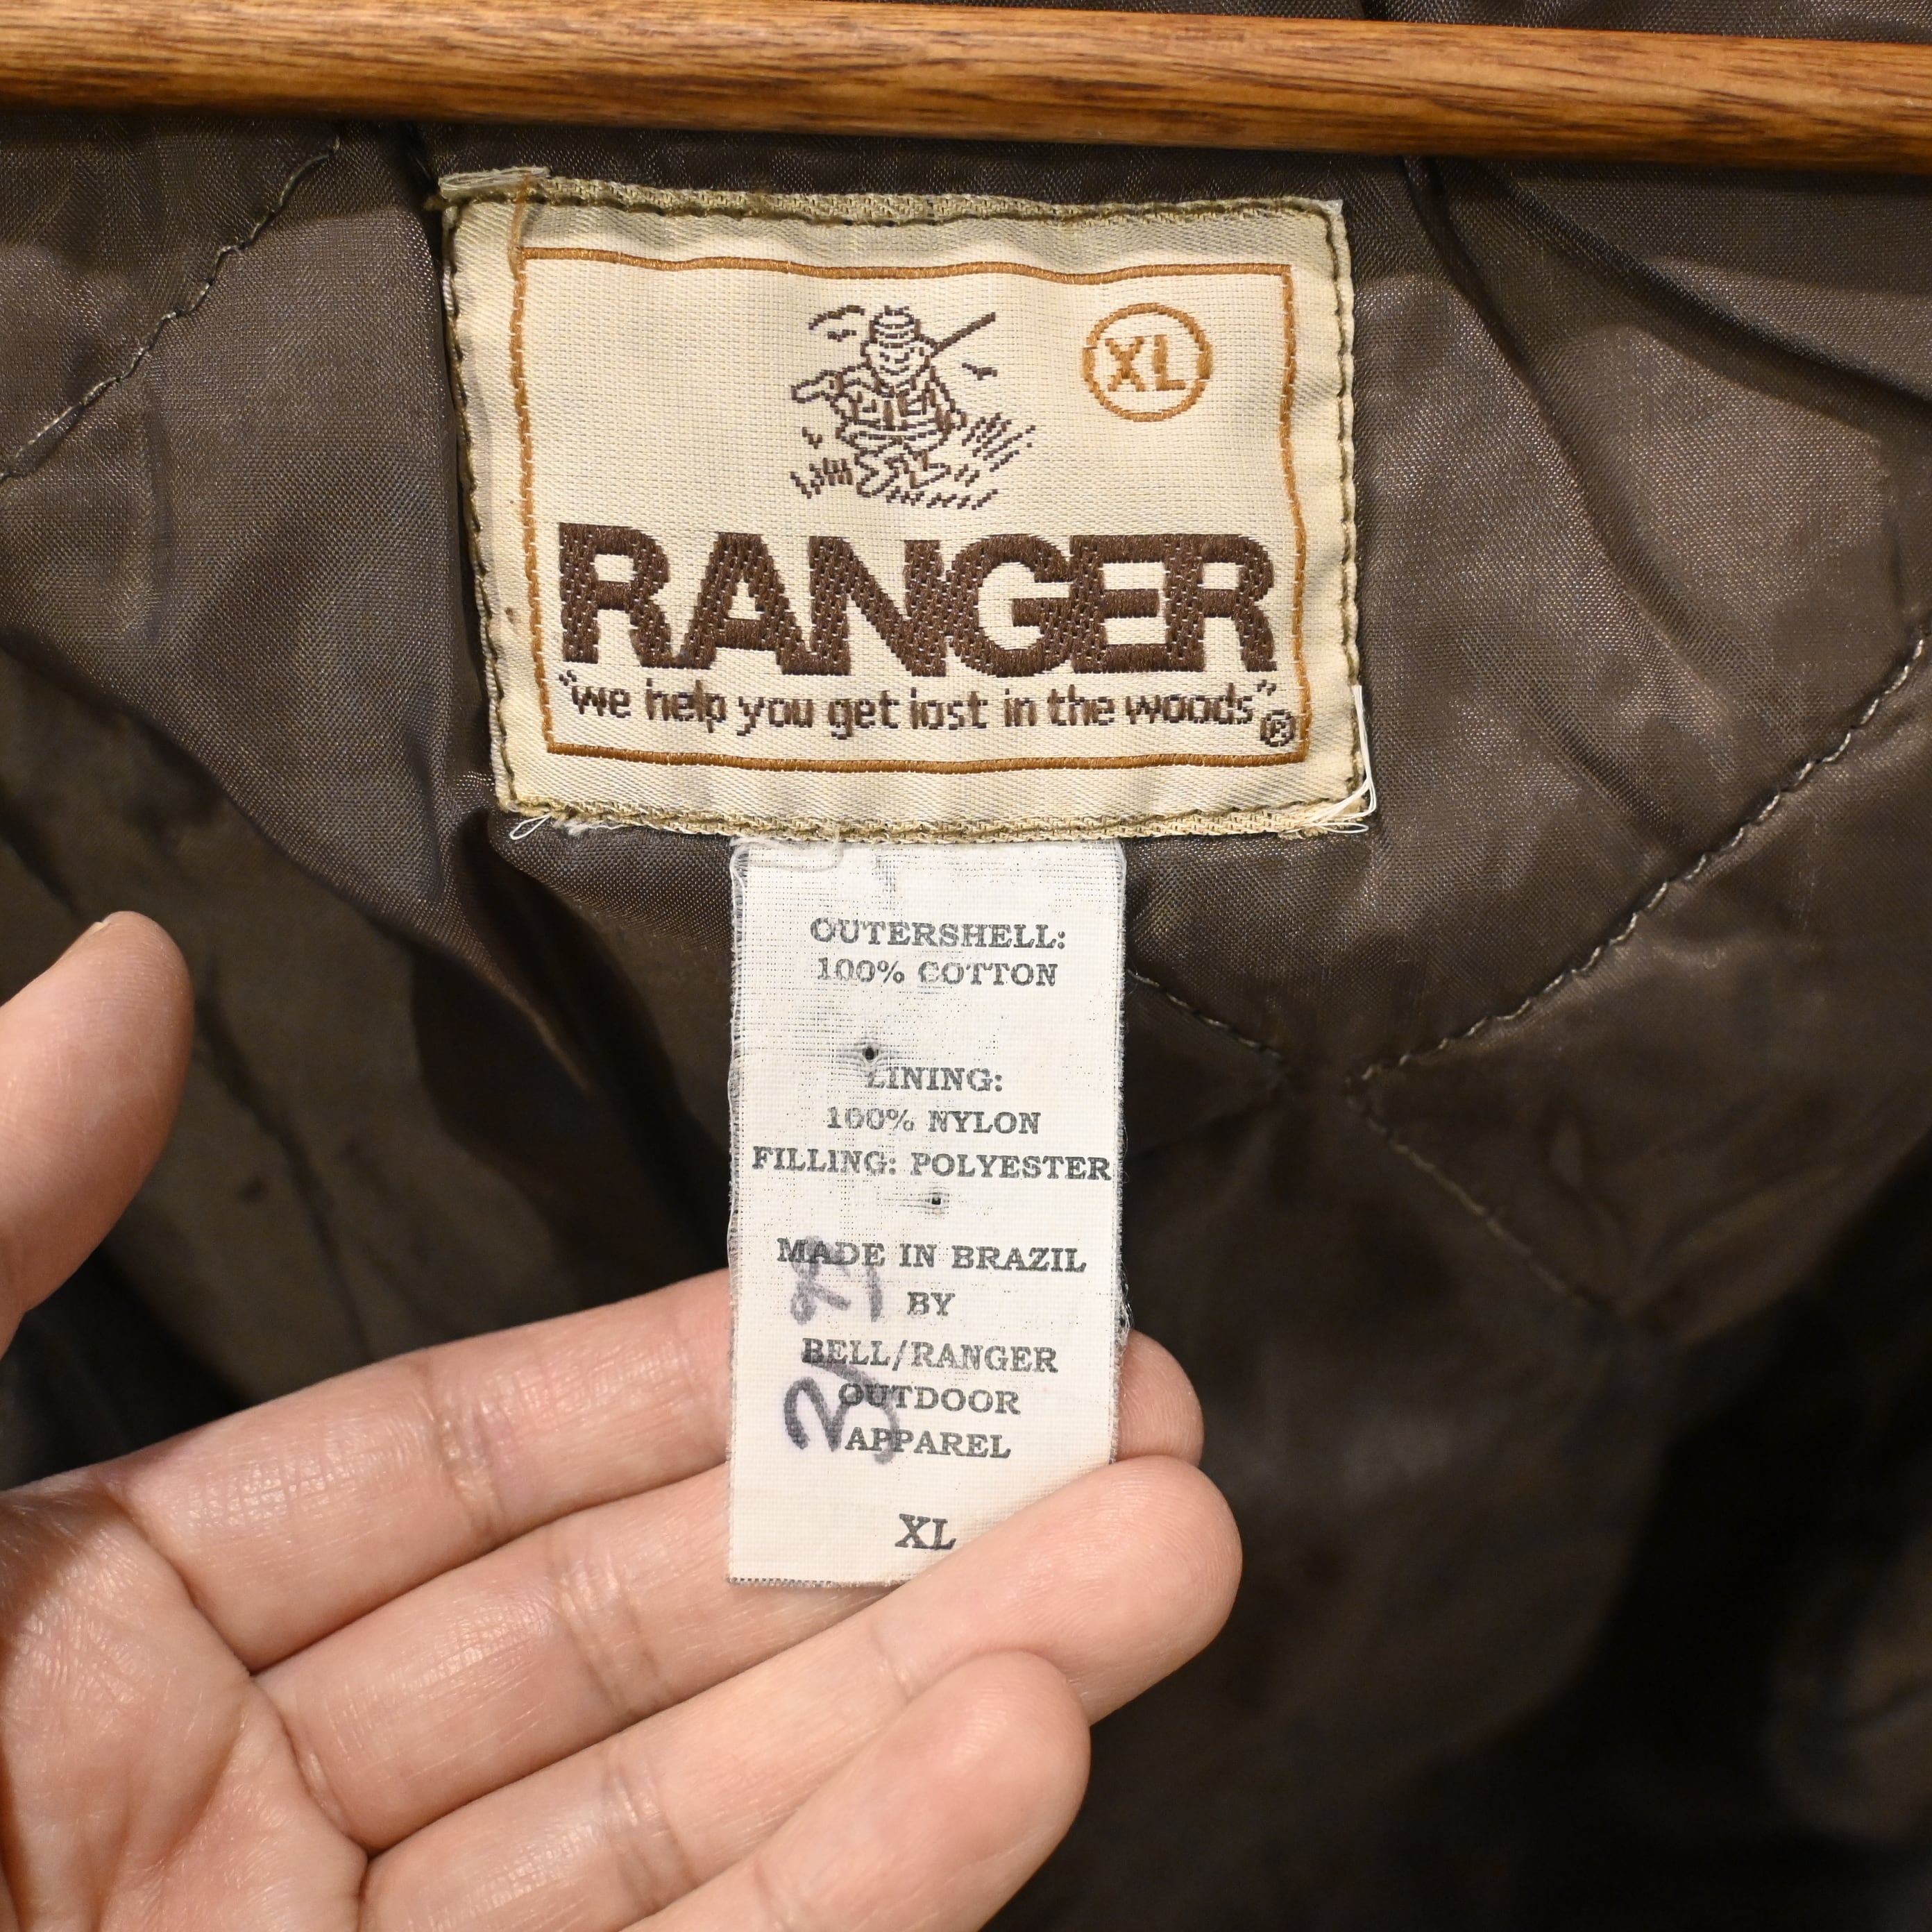 XL
RANGER
"we help you get lost in the woods"®
OUTERSHELL:
100% COTTON
LINING:
100% NYLON
FILLING: POLYESTER
MADE IN BRAZIL
BY
BELL/RANGER
OUTDOOR
APPAREL
XL